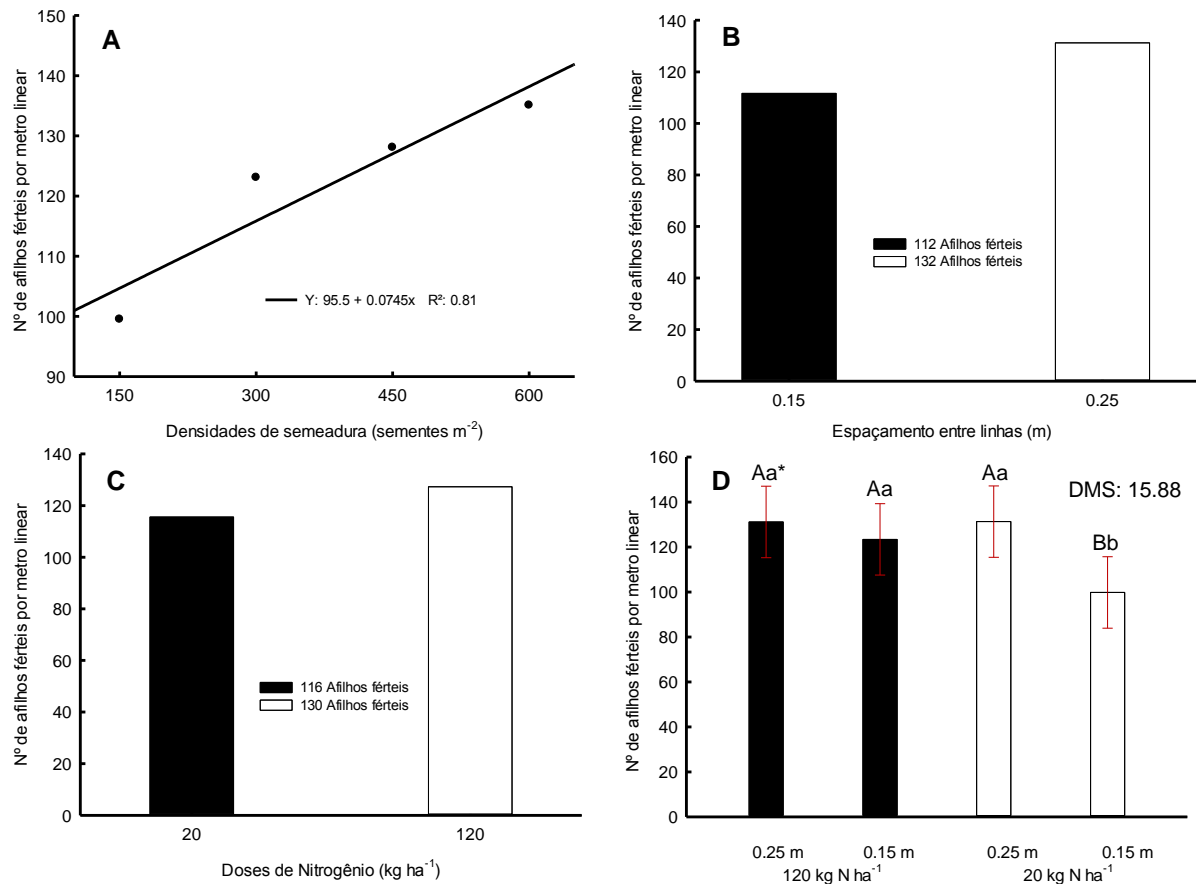 A
Nº de afilhos férteis por metro linear
150
140
130
120
110
100
90
Y: 95.5 + 0.0745x R²: 0.81
150 300 450 600
Densidades de semeadura (sementes m⁻²)
B
Nº de afilhos férteis por metro linear
140
120
100
80
60
40
20
0
112 Afilhos férteis
132 Afilhos férteis
0.15 0.25
Espaçamento entre linhas (m)
C
Nº de afilhos férteis por metro linear
140
120
100
80
60
40
20
0
116 Afilhos férteis
130 Afilhos férteis
20 120
Doses de Nitrogênio (kg ha⁻¹)
D
Nº de afilhos férteis por metro linear
160
140
120
100
80
60
40
20
0
Aa* Aa Aa Bb
DMS: 15.88
0.25 m 0.15 m 0.25 m 0.15 m
120 kg N ha⁻¹ 20 kg N ha⁻¹